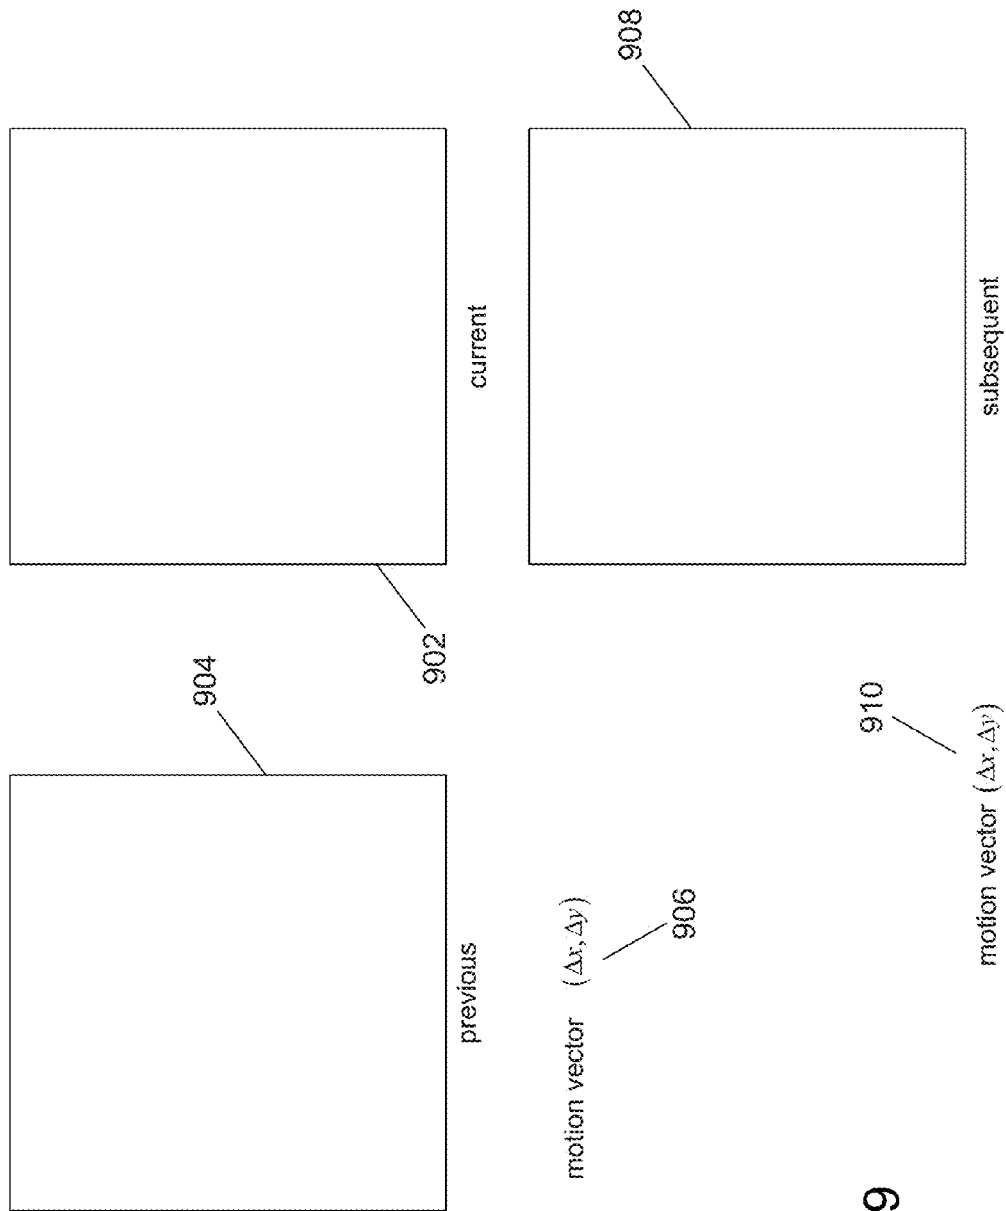 904
902
previous
current
motion vector (Δx, Δy)
908
906
910
9
motion vector (Δx, Δy)
subsequent